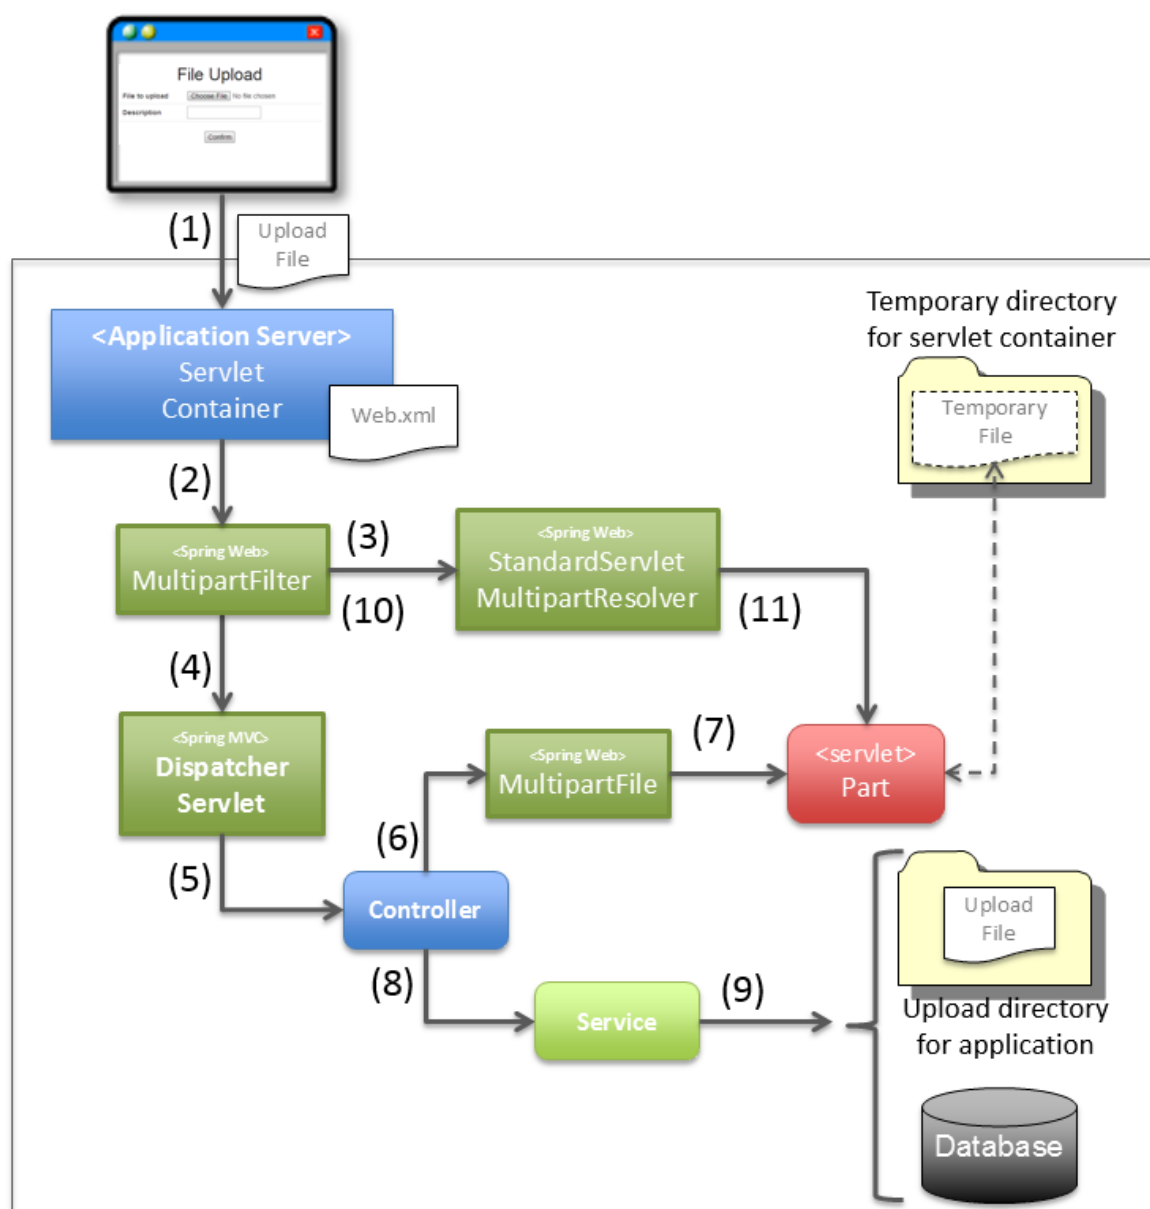 File Upload
File to upload
Choose File No file chosen
Description
Confirm
(1)
Upload
File
<Application Server>
Servlet
Container
Web.xml
Temporary directory
for servlet container
Temporary
File
(2)
<Spring Web>
MultipartFilter
(3)
(10)
<Spring Web>
StandardServlet
MultipartResolver
(11)
(4)
<Spring MVC>
Dispatcher
Servlet
<Spring Web>
MultipartFile
(7)
<servlet>
Part
(5)
(6)
Controller
(8)
Service
(9)
Upload
File
Upload directory
for application
Database